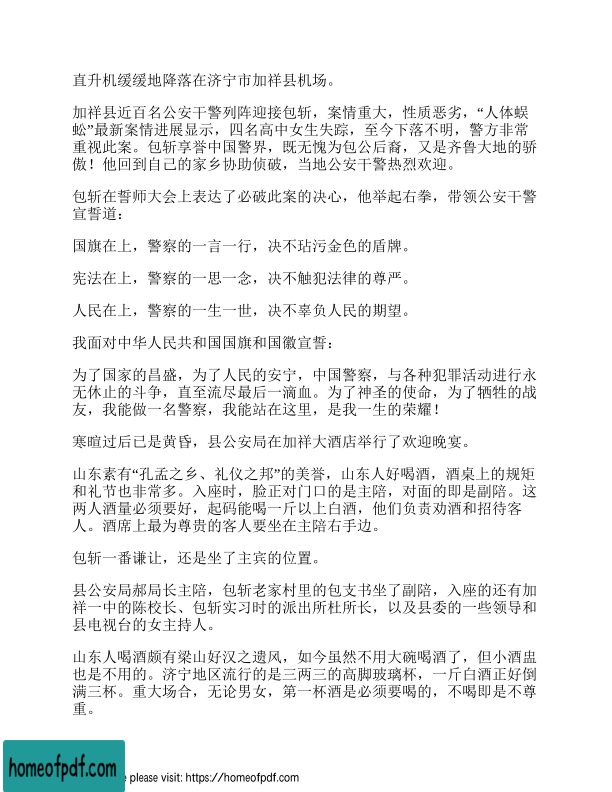 直升机缓缓地降落在济宁市加祥县机场。
加祥县近百名公安干警列阵迎接包斩，案情重大，性质恶劣，“人体蜈
蚣”最新案情进展显示，四名高中女生失踪，至今下落不明，警方非常
重视此案。包斩享誉中国警界，既无愧为包公后裔，又是齐鲁大地的骄
傲！他回到自己的家乡协助侦破，当地公安干警热烈欢迎。
包斩在誓师大会上表达了必破此案的决心，他举起右拳，带领公安干警
宣誓道：
国旗在上，警察的一言一行，决不玷污金色的盾牌。
宪法在上，警察的一思一念，决不触犯法律的尊严。
人民在上，警察的一生一世，决不辜负人民的期望。
我面对中华人民共和国国旗和国徽宣誓：
为了国家的昌盛，为了人民的安宁，中国警察，与各种犯罪活动进行永
无休止的斗争，直至流尽最后一滴血。为了神圣的使命，为了牺牲的战
友，我能做一名警察，我能站在这里，是我一生的荣耀！
寒暄过后已是黄昏，县公安局在加祥大酒店举行了欢迎晚宴。
山东素有“孔孟之乡、礼仪之邦”的美誉，山东人好喝酒，酒桌上的规矩
和礼节也非常多。入座时，脸正对门口的是主陪，对面的即是副陪。这
两人酒量必须要好，起码能喝一斤以上白酒，他们负责劝酒和招待客
人。酒席上最为尊贵的客人要坐在主陪右手边。
包斩一番谦让，还是坐了主宾的位置。
县公安局郝局长主陪，包斩老家村里的包支书坐了副陪，入座的还有加
祥一中的陈校长、包斩实习时的派出所杜所长，以及县委的一些领导和
县电视台的女主持人。
山东人喝酒颇有梁山好汉之遗风，如今虽然不用大碗喝酒了，但小酒盅
也是不用的。济宁地区流行的是三两三的高脚玻璃杯，一斤白酒正好倒
满三杯。重大场合，无论男女，第一杯酒是必须要喝的，不喝即是不尊
重。
homeofpdf.com
e please visit: https://homeofpdf.com